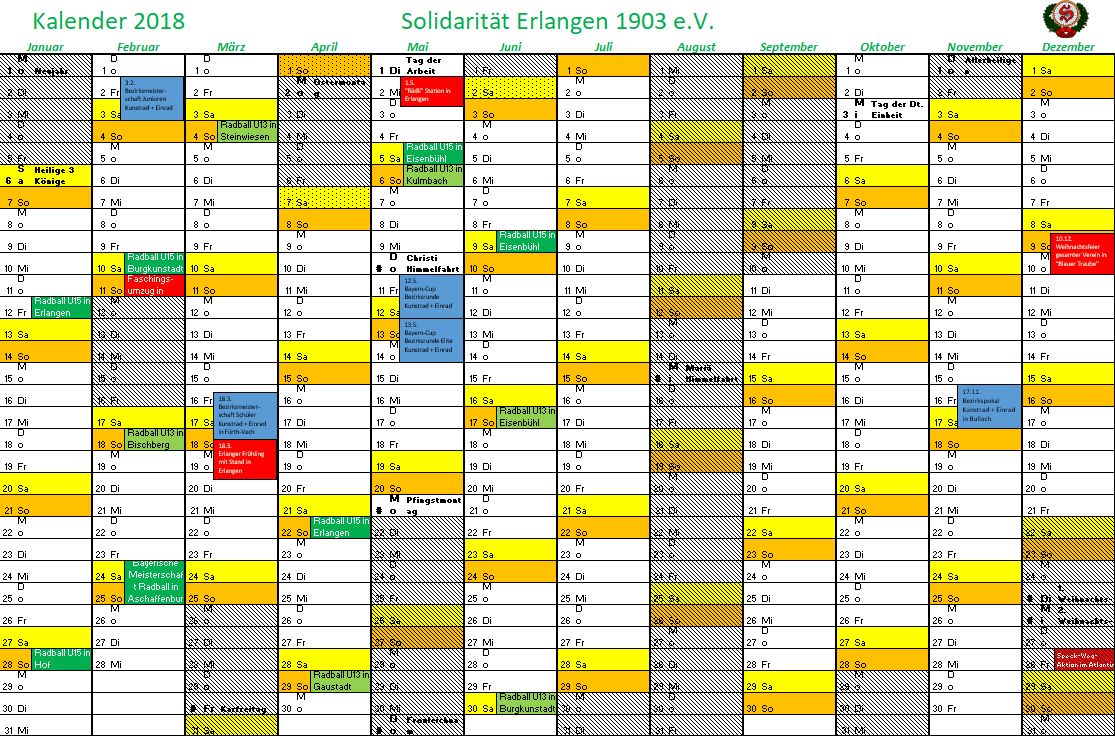 Kalender 2018
Solidarität Erlangen 1903 e.V.
Januar Februar März April Mai Juni Juli August September Oktober November Dezember
1 Mo Neujahr
2 Di
3 Mi
4 Do
5 Fr
6 Sa Heilige 3
Könige
7 So
8 Mo
9 Di
10 Mi
11 Do
12 Fr Radball U15 in
Erlangen
13 Sa
14 So
15 Mo
16 Di
17 Mi
18 Do
19 Fr
20 Sa
21 So
22 Mo
23 Di
24 Mi
25 Do
26 Fr
27 Sa
28 So Radball U15 in
Hof
29 Mo
30 Di
31 Mi
1 Do
2 Fr
3 Sa
3.2.
Bezirksmeister-
schaft Junioren
Kunstrad + Einrad
4 So
5 Mo
6 Di
7 Mi
8 Do
9 Fr
10 Sa Radball U15 in
Burgkunstadt
11 So Faschings-
umzug in
12 Mo
13 Di
14 Mi
15 Do
16 Fr
17 Sa
18 So Radball U13 in
Bischberg
19 Mo
20 Di
21 Mi
22 Do
23 Fr
24 Sa
25 So
Bayerische
Meisterschaf
t Radball in
Aschaffenbur
26 Mo
27 Di
28 Mi
1 Do
2 Fr
3 Sa
4 So Radball U13 in
Steinwiesen
5 Mo
6 Di
7 Mi
8 Do
9 Fr
10 Sa
11 So
12 Mo
13 Di
14 Mi
15 Do
16 Fr
17 Sa
18 So
18.3.
Bezirksmeister-
schaft Schüler
Kunstrad + Einrad
in Fürth-Vach
18.3.
Erlanger Frühling
mit Stand in
Erlangen
19 Mo
20 Di
21 Mi
22 Do
23 Fr
24 Sa
25 So
26 Mo
27 Di
28 Mi
29 Do
# Fr Karfreitag
31 Sa
1 So
2 Mo Ostermonta
g
3 Di
4 Mi
5 Do
6 Fr
7 Sa
8 So
9 Mo
10 Di
11 Mi
12 Do
13 Fr
14 Sa
15 So
16 Mo
17 Di
18 Mi
19 Do
20 Fr
21 Sa
22 So Radball U15 in
Erlangen
23 Mo
24 Di
25 Mi
26 Do
27 Fr
28 Sa
29 So Radball U13 in
Gaustadt
30 Mo
1 Di Tag der
Arbeit
2 Mi
1.5.
"Rädli" Station in
Erlangen
3 Do
4 Fr
5 Sa Radball U15 in
Eisenbühl
6 So Radball U13 in
Kulmbach
7 Mo
8 Di
9 Mi
# Do Christi
Himmelfahrt
11 Fr
12 Sa
12.5.
Bayern-Cup
Bezirksrunde
Kunstrad + Einrad
13 So
13.5.
Bayern-Cup
Bezirksrunde Elite
Kunstrad + Einrad
14 Mo
15 Di
16 Mi
17 Do
18 Fr
19 Sa
20 So
# Mo Pfingstmont
ag
22 Di
23 Mi
24 Do
25 Fr
26 Sa
27 So
28 Mo
29 Di
30 Mi
# Do Fronleichna
1 Fr
2 Sa
3 So
4 Mo
5 Di
6 Mi
7 Do
8 Fr
9 Sa Radball U15 in
Eisenbühl
10 So
11 Mo
12 Di
13 Mi
14 Do
15 Fr
16 Sa
17 So Radball U13 in
Eisenbühl
18 Mo
19 Di
20 Mi
21 Do
22 Fr
23 Sa
24 So
25 Mo
26 Di
27 Mi
28 Do
29 Fr
30 Sa Radball U13 in
Burgkunstadt
1 So
2 Mo
3 Di
4 Mi
5 Do
6 Fr
7 Sa
8 So
9 Mo
10 Di
11 Mi
12 Do
13 Fr
14 Sa
15 So
16 Mo
17 Di
18 Mi
19 Do
20 Fr
21 Sa
22 So
23 Mo
24 Di
25 Mi
26 Do
27 Fr
28 Sa
29 So
30 Mo
31 Di
1 Mi
2 Do
3 Fr
4 Sa
5 So
6 Mo
7 Di
8 Mi
9 Do
10 Fr
11 Sa
12 So
13 Mo
14 Di
# Mi Mariä
Himmelfahrt
16 Do
17 Fr
18 Sa
19 So
20 Mo
21 Di
22 Mi
23 Do
24 Fr
25 Sa
26 So
27 Mo
28 Di
29 Mi
30 Do
31 Fr
1 Sa
2 So
3 Mo
4 Di
5 Mi
6 Do
7 Fr
8 Sa
9 So
10 Mo
11 Di
12 Mi
13 Do
14 Fr
15 Sa
16 So
17 Mo
18 Di
19 Mi
20 Do
21 Fr
22 Sa
23 So
24 Mo
25 Di
26 Mi
27 Do
28 Fr
29 Sa
30 So
1 Mo
2 Di
3 Mi Tag der Dt.
Einheit
4 Do
5 Fr
6 Sa
7 So
8 Mo
9 Di
10 Mi
11 Do
12 Fr
13 Sa
14 So
15 Mo
16 Di
17 Mi
18 Do
19 Fr
20 Sa
21 So
22 Mo
23 Di
24 Mi
25 Do
26 Fr
27 Sa
28 So
29 Mo
30 Di
31 Mi
1 Do Allerheilige
2 Fr
3 Sa
4 So
5 Mo
6 Di
7 Mi
8 Do
9 Fr
10 Sa
11 So
12 Mo
13 Di
14 Mi
15 Do
16 Fr
17 Sa
17.11.
Bezirkspokal
Kunstrad + Einrad
in Bullach
18 So
19 Mo
20 Di
21 Mi
22 Do
23 Fr
24 Sa
25 So
26 Mo
27 Di
28 Mi
29 Do
30 Fr
1 Sa
2 So
3 Mo
4 Di
5 Mi
6 Do
7 Fr
8 Sa
9 So
10 Mo
10.12.
Weihnachtsfeier
gesamter Verein in
"Blauer Traube"
11 Di
12 Mi
13 Do
14 Fr
15 Sa
16 So
17 Mo
18 Di
19 Mi
20 Do
21 Fr
22 Sa
23 So
24 Mo
# Di 1.
Weihnachts-
# Mi 2.
Weihnachts-
27 Do
28 Fr
Aktion im Atlantis
29 Sa
30 So
31 Mo